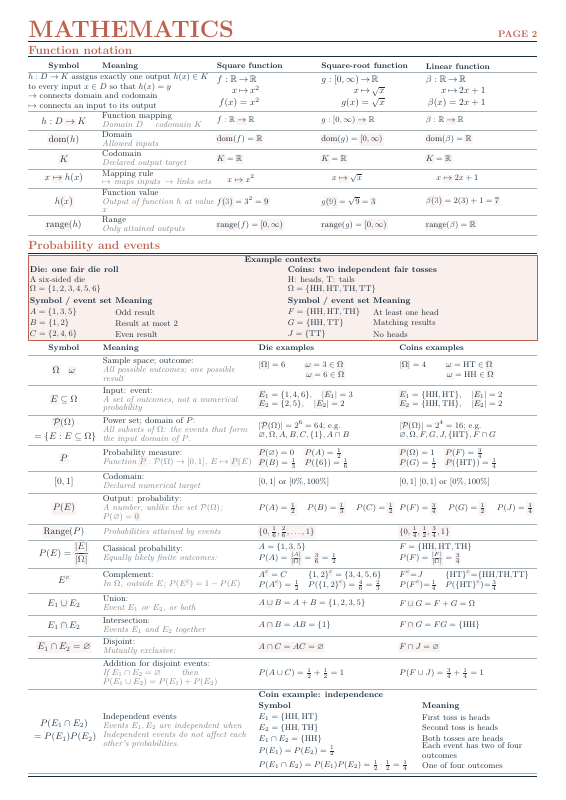 MATHEMATICS PAGE 2
Function notation
Symbol Meaning Square function Square-root function Linear function
h : D → K assigns exactly one output h(x) ∈ K
to every input x ∈ D so that h(x) = y
→ connects domain and codomain
↦ connects an input to its output
f : ℝ → ℝ
x ↦ x²
f(x) = x²
g : [0, ∞) → ℝ
x ↦ √x
g(x) = √x
β : ℝ → ℝ
x ↦ 2x + 1
β(x) = 2x + 1
h : D → K Function mapping f : ℝ → ℝ g : [0, ∞) → ℝ β : ℝ → ℝ
Domain D codomain K
dom(h) Domain dom(f) = ℝ dom(g) = [0, ∞) dom(β) = ℝ
Allowed inputs
K Codomain K = ℝ K = ℝ K = ℝ
Declared output target
x ↦ h(x) Mapping rule x ↦ x² x ↦ √x x ↦ 2x + 1
↦ maps inputs → links sets
h(x) Function value
Output of function h at value f(3) = 3² = 9 g(9) = √9 = 3 β(3) = 2(3) + 1 = 7
x
range(h) Range range(f) = [0, ∞) range(g) = [0, ∞) range(β) = ℝ
Only attained outputs
Probability and events
Example contexts
Die: one fair die roll
A six-sided die
Ω = {1, 2, 3, 4, 5, 6}
Symbol / event set Meaning
A = {1, 3, 5} Odd result
B = {1, 2} Result at most 2
C = {2, 4, 6} Even result
Coins: two independent fair tosses
H: heads, T: tails
Ω = {HH, HT, TH, TT}
Symbol / event set Meaning
F = {HH, TH, HT} At least one head
G = {HH, TT} Matching results
J = {TT} No heads
Symbol Meaning Die examples Coins examples
Ω ω Sample space; outcome:
All possible outcomes; one possible
result
|Ω| = 6 ω = 3 ∈ Ω
ω = 6 ∈ Ω
|Ω| = 4 ω = HT ∈ Ω
ω = HH ∈ Ω
E ⊆ Ω Input: event:
A set of outcomes, not a numerical
probability
E₁ = {1, 4, 6}, |E₁| = 3
E₂ = {2, 5}, |E₂| = 2
E₁ = {HH, HT}, |E₁| = 2
E₂ = {HH, TH}, |E₂| = 2
𝒫(Ω)
= {E : E ⊆ Ω}
Power set; domain of P:
All subsets of Ω: the events that form
the input domain of P.
|𝒫(Ω)| = 2⁶ = 64; e.g.
∅, Ω, A, B, C, {1}, A ∩ B
|𝒫(Ω)| = 2⁴ = 16; e.g.
∅, Ω, F, G, J, {HT}, F ∩ G
P Probability measure:
Function P : 𝒫(Ω) → [0, 1], E ↦ P(E)
P(∅) = 0 P(A) = 1/2
P(B) = 1/3 P({6}) = 1/6
P(Ω) = 1 P(F) = 3/4
P(G) = 1/2 P({HT}) = 1/4
[0, 1] Codomain: [0, 1] or [0%, 100%] [0, 1] [0, 1] or [0%, 100%]
Declared numerical target
P(E) Output: probability:
A number, unlike the set 𝒫(Ω);
P(∅) = 0
P(A) = 1/2 P(B) = 1/3 P(C) = 1/2 P(F) = 3/4 P(G) = 1/2 P(J) = 1/4
Range(P) Probabilities attained by events {0, 1/6, 2/6, . . . , 1} {0, 1/4, 1/2, 3/4, 1}
P(E) = |E|/|Ω| Classical probability:
Equally likely finite outcomes:
A = {1, 3, 5}
P(A) = |A|/|Ω| = 3/6 = 1/2
F = {HH, HT, TH}
P(F) = |F|/|Ω| = 3/4
Eᶜ Complement:
In Ω, outside E; P(Eᶜ) = 1 − P(E)
Aᶜ = C {1, 2}ᶜ = {3, 4, 5, 6}
P(Aᶜ) = 1/2 P({1, 2}ᶜ) = 4/6 = 2/3
Fᶜ=J {HT}ᶜ={HH,TH,TT}
P(Fᶜ)=1/4 P({HT}ᶜ)=3/4
E₁ ∪ E₂ Union: A ∪ B = A + B = {1, 2, 3, 5} F ∪ G = F + G = Ω
Event E₁ or E₂, or both
E₁ ∩ E₂ Intersection: A ∩ B = AB = {1} F ∩ G = FG = {HH}
Events E₁ and E₂ together
E₁ ∩ E₂ = ∅ Disjoint: A ∩ C = AC = ∅ F ∩ J = ∅
Mutually exclusive:
Addition for disjoint events:
If E₁ ∩ E₂ = ∅ then
P(E₁ ∪ E₂) = P(E₁) + P(E₂)
P(A ∪ C) = 1/2 + 1/2 = 1 P(F ∪ J) = 3/4 + 1/4 = 1
P(E₁ ∩ E₂)
= P(E₁)P(E₂)
Independent events
Events E₁, E₂ are independent when
Independent events do not affect each
other's probabilities.
Coin example: independence
Symbol Meaning
E₁ = {HH, HT} First toss is heads
E₂ = {HH, TH} Second toss is heads
E₁ ∩ E₂ = {HH} Both tosses are heads
P(E₁) = P(E₂) = 1/2 Each event has two of four
outcomes
P(E₁ ∩ E₂) = P(E₁)P(E₂) = 1/2 · 1/2 = 1/4 One of four outcomes